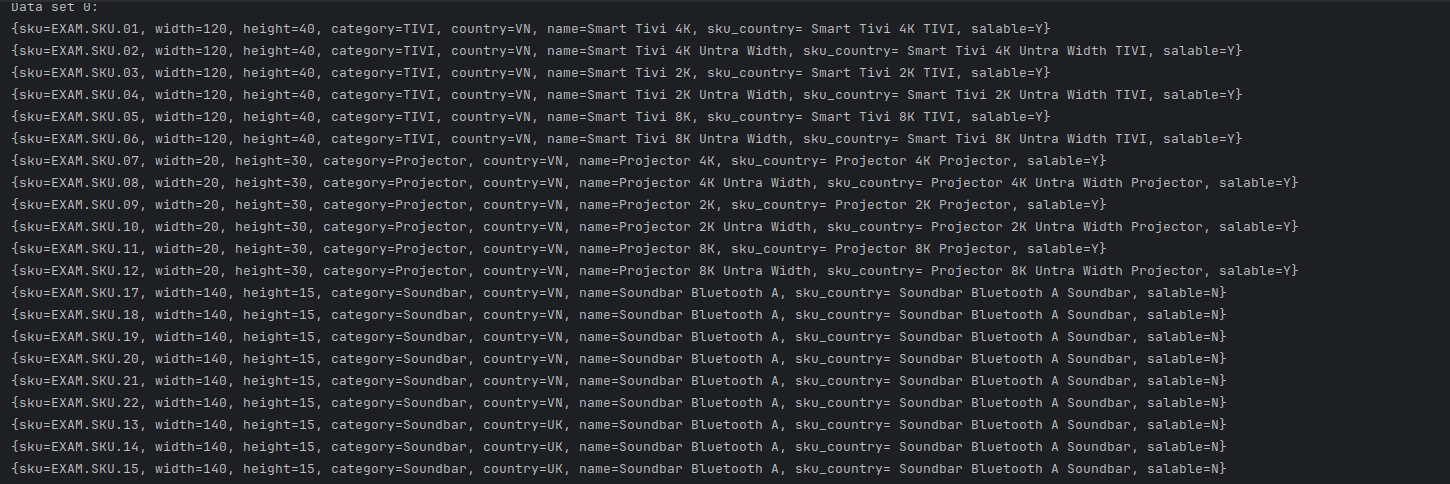 Data set 0:
{sku=EXAM.SKU.01, width=120, height=40, category=TIVI, country=VN, name=Smart Tivi 4K, sku_country= Smart Tivi 4K TIVI, salable=Y}
{sku=EXAM.SKU.02, width=120, height=40, category=TIVI, country=VN, name=Smart Tivi 4K Untra Width, sku_country= Smart Tivi 4K Untra Width TIVI, salable=Y}
{sku=EXAM.SKU.03, width=120, height=40, category=TIVI, country=VN, name=Smart Tivi 2K, sku_country= Smart Tivi 2K TIVI, salable=Y}
{sku=EXAM.SKU.04, width=120, height=40, category=TIVI, country=VN, name=Smart Tivi 2K Untra Width, sku_country= Smart Tivi 2K Untra Width TIVI, salable=Y}
{sku=EXAM.SKU.05, width=120, height=40, category=TIVI, country=VN, name=Smart Tivi 8K, sku_country= Smart Tivi 8K TIVI, salable=Y}
{sku=EXAM.SKU.06, width=120, height=40, category=TIVI, country=VN, name=Smart Tivi 8K Untra Width, sku_country= Smart Tivi 8K Untra Width TIVI, salable=Y}
{sku=EXAM.SKU.07, width=20, height=30, category=Projector, country=VN, name=Projector 4K, sku_country= Projector 4K Projector, salable=Y}
{sku=EXAM.SKU.08, width=20, height=30, category=Projector, country=VN, name=Projector 4K Untra Width, sku_country= Projector 4K Untra Width Projector, salable=Y}
{sku=EXAM.SKU.09, width=20, height=30, category=Projector, country=VN, name=Projector 2K, sku_country= Projector 2K Projector, salable=Y}
{sku=EXAM.SKU.10, width=20, height=30, category=Projector, country=VN, name=Projector 2K Untra Width, sku_country= Projector 2K Untra Width Projector, salable=Y}
{sku=EXAM.SKU.11, width=20, height=30, category=Projector, country=VN, name=Projector 8K, sku_country= Projector 8K Projector, salable=Y}
{sku=EXAM.SKU.12, width=20, height=30, category=Projector, country=VN, name=Projector 8K Untra Width, sku_country= Projector 8K Untra Width Projector, salable=Y}
{sku=EXAM.SKU.17, width=140, height=15, category=Soundbar, country=VN, name=Soundbar Bluetooth A, sku_country= Soundbar Bluetooth A Soundbar, salable=N}
{sku=EXAM.SKU.18, width=140, height=15, category=Soundbar, country=VN, name=Soundbar Bluetooth A, sku_country= Soundbar Bluetooth A Soundbar, salable=N}
{sku=EXAM.SKU.19, width=140, height=15, category=Soundbar, country=VN, name=Soundbar Bluetooth A, sku_country= Soundbar Bluetooth A Soundbar, salable=N}
{sku=EXAM.SKU.20, width=140, height=15, category=Soundbar, country=VN, name=Soundbar Bluetooth A, sku_country= Soundbar Bluetooth A Soundbar, salable=N}
{sku=EXAM.SKU.21, width=140, height=15, category=Soundbar, country=VN, name=Soundbar Bluetooth A, sku_country= Soundbar Bluetooth A Soundbar, salable=N}
{sku=EXAM.SKU.22, width=140, height=15, category=Soundbar, country=VN, name=Soundbar Bluetooth A, sku_country= Soundbar Bluetooth A Soundbar, salable=N}
{sku=EXAM.SKU.13, width=140, height=15, category=Soundbar, country=UK, name=Soundbar Bluetooth A, sku_country= Soundbar Bluetooth A Soundbar, salable=N}
{sku=EXAM.SKU.14, width=140, height=15, category=Soundbar, country=UK, name=Soundbar Bluetooth A, sku_country= Soundbar Bluetooth A Soundbar, salable=N}
{sku=EXAM.SKU.15, width=140, height=15, category=Soundbar, country=UK, name=Soundbar Bluetooth A, sku_country= Soundbar Bluetooth A Soundbar, salable=N}